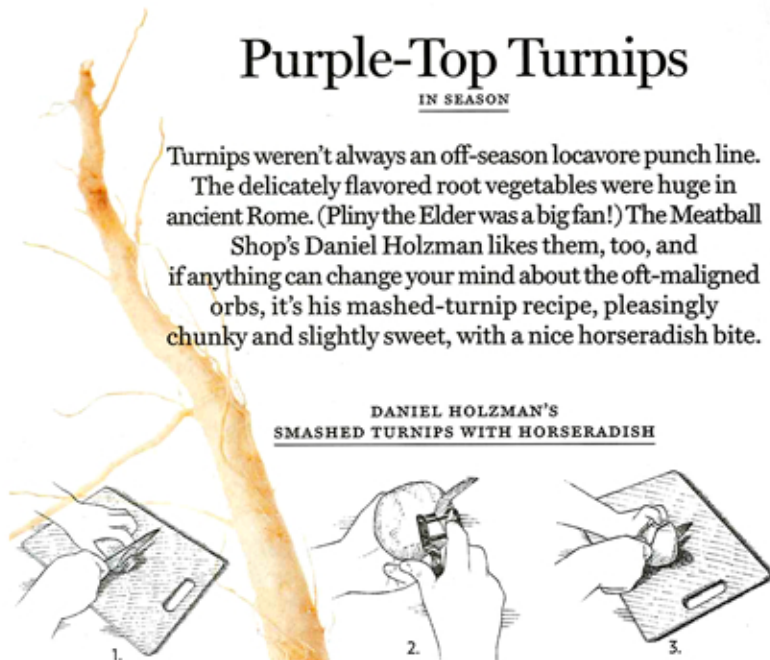 Purple-Top Turnips
IN SEASON
Turnips weren't always an off-season locavore punch line.
The delicately flavored root vegetables were huge in
ancient Rome. (Pliny the Elder was a big fan!) The Meatball
Shop's Daniel Holzman likes them, too, and
if anything can change your mind about the oft-maligned
orbs, it's his mashed-turnip recipe, pleasingly
chunky and slightly sweet, with a nice horseradish bite.
DANIEL HOLZMAN'S
SMASHED TURNIPS WITH HORSERADISH
1.
2.
3.